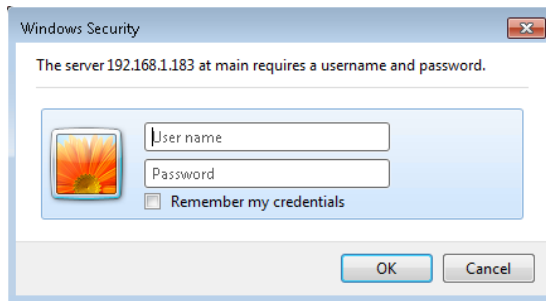 Windows Security
The server 192.168.1.183 at main requires a username and password.
User name
Password
Remember my credentials
OK Cancel